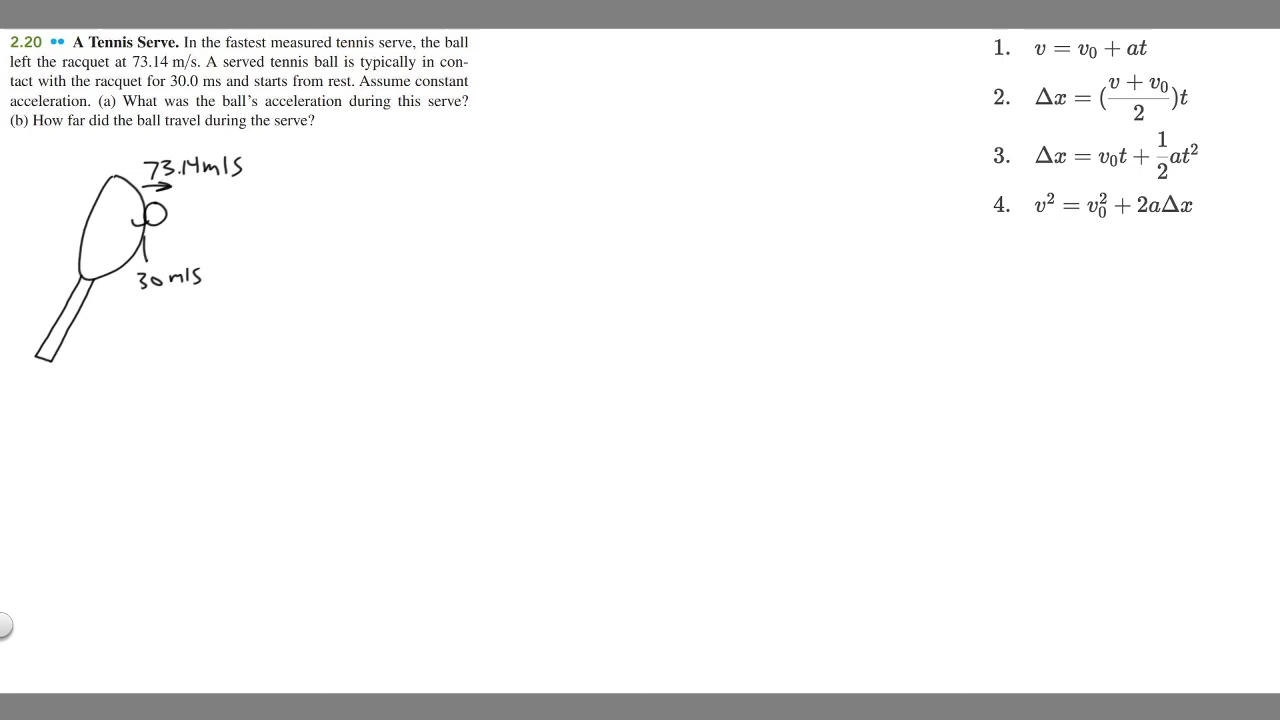 2.20 •• A Tennis Serve. In the fastest measured tennis serve, the ball
left the racquet at 73.14 m/s. A served tennis ball is typically in con-
tact with the racquet for 30.0 ms and starts from rest. Assume constant
acceleration. (a) What was the ball's acceleration during this serve?
(b) How far did the ball travel during the serve?
73.14m/s
30m/s
1. v = v₀ + at
2. Δx = ((v + v₀)/2)t
3. Δx = v₀t + 1/2 at²
4. v² = v₀² + 2aΔx